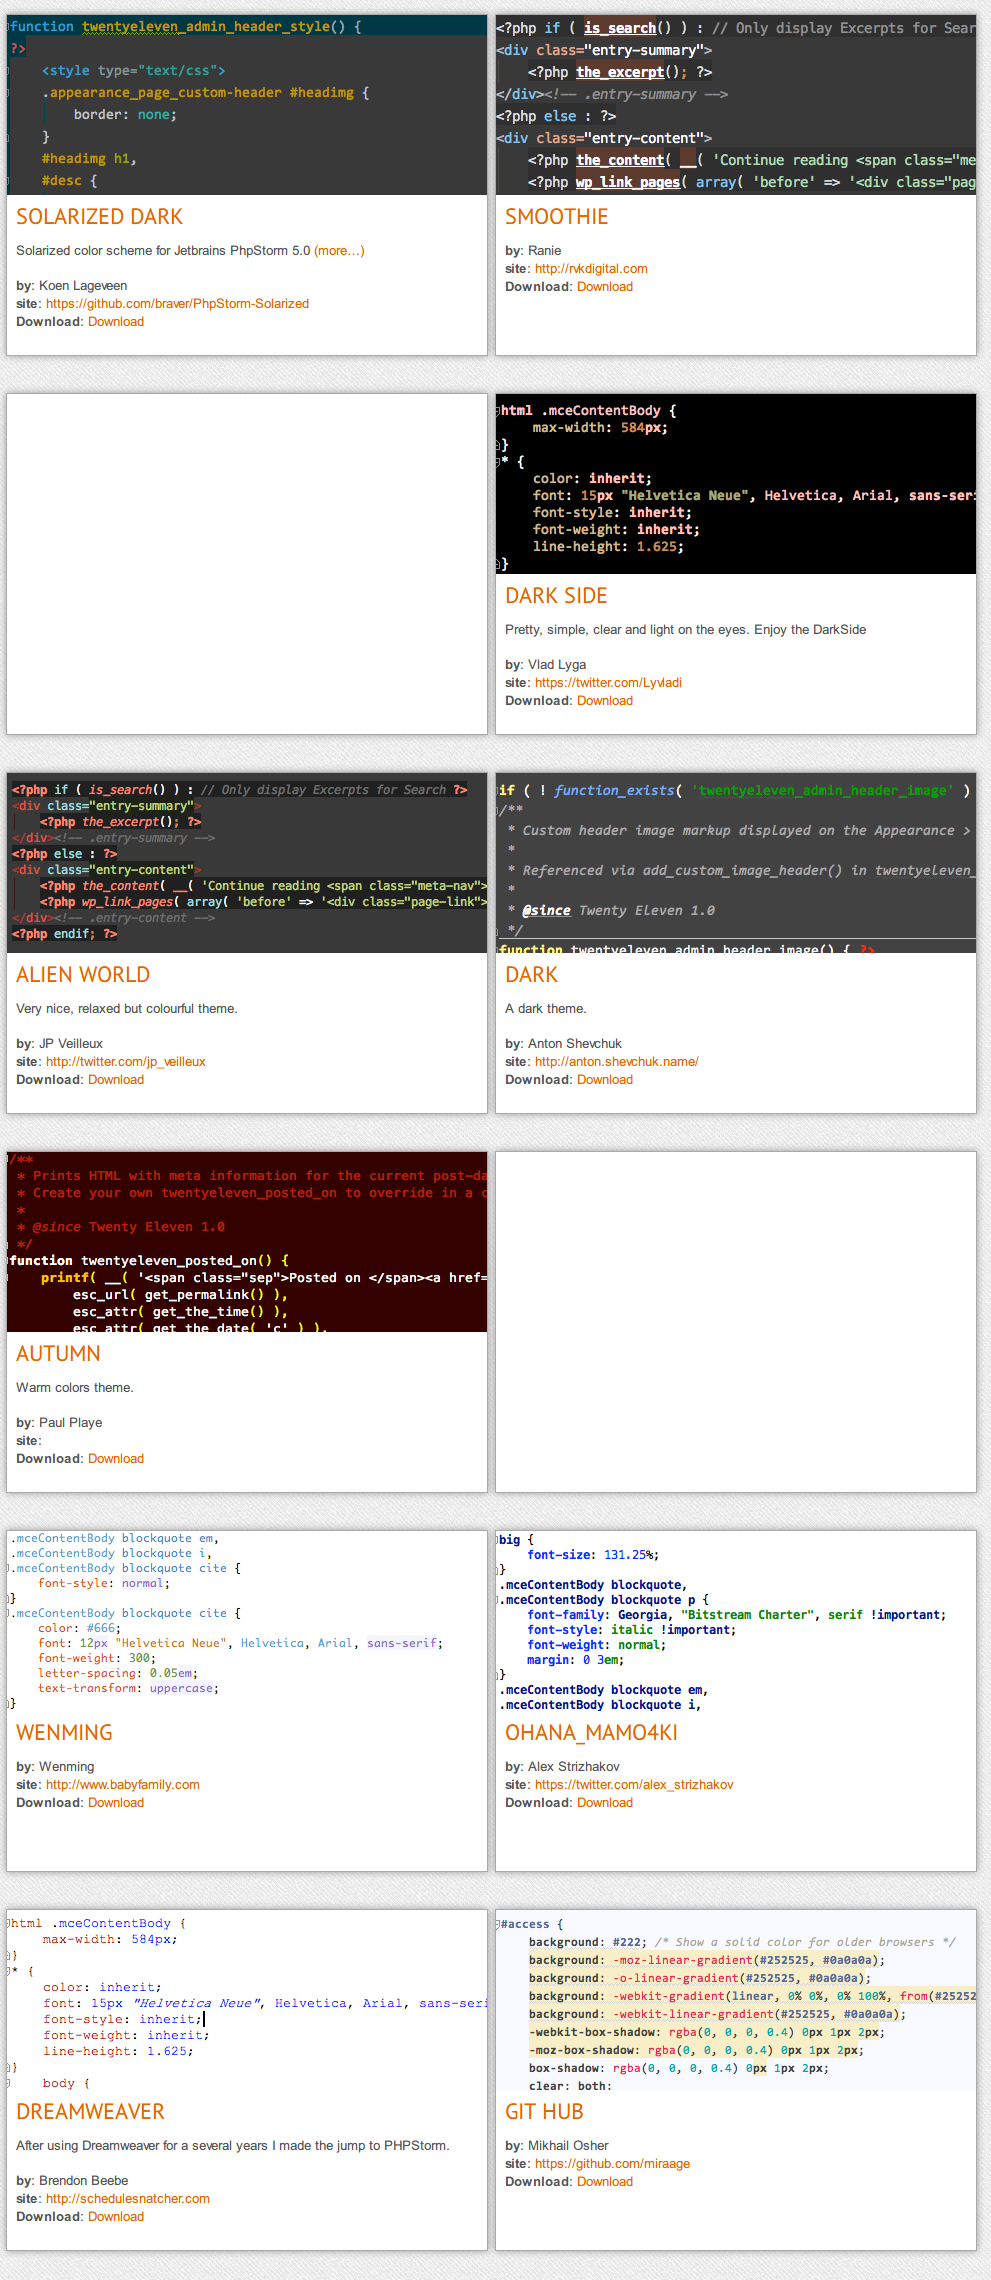 function twentyeleven_admin_header_style() {
?>
<style type="text/css">
.appearance_page_custom-header #headimg {
border: none;
}
#headimg h1,
#desc {
SOLARIZED DARK
Solarized color scheme for Jetbrains PhpStorm 5.0 (more…)
by: Koen Lageveen
site: https://github.com/braver/PhpStorm-Solarized
Download: Download
<?php if ( is_search() ) : // Only display Excerpts for Sear
<div class="entry-summary">
<?php the_excerpt(); ?>
</div><!-- .entry-summary -->
<?php else : ?>
<div class="entry-content">
<?php the_content( __( 'Continue reading <span class="me
<?php wp_link_pages( array( 'before' => '<div class="pag
SMOOTHIE
by: Ranie
site: http://rvkdigital.com
Download: Download
html .mceContentBody {
max-width: 584px;
}
* {
color: inherit;
font: 15px "Helvetica Neue", Helvetica, Arial, sans-seri
font-style: inherit;
font-weight: inherit;
line-height: 1.625;
}
DARK SIDE
Pretty, simple, clear and light on the eyes. Enjoy the DarkSide
by: Vlad Lyga
site: https://twitter.com/Lyvladi
Download: Download
<?php if ( is_search() ) : // Only display Excerpts for Search ?>
<div class="entry-summary">
<?php the_excerpt(); ?>
</div><!-- .entry-summary -->
<?php else : ?>
<div class="entry-content">
<?php the_content( __( 'Continue reading <span class="meta-nav">
<?php wp_link_pages( array( 'before' => '<div class="page-link">
</div><!-- .entry-content -->
<?php endif; ?>
ALIEN WORLD
Very nice, relaxed but colourful theme.
by: JP Veilleux
site: http://twitter.com/jp_veilleux
Download: Download
if ( ! function_exists( 'twentyeleven_admin_header_image' )
/**
* Custom header image markup displayed on the Appearance >
*
* Referenced via add_custom_image_header() in twentyeleven_
*
* @since Twenty Eleven 1.0
*/
function twentyeleven_admin_header_image() { ?>
DARK
A dark theme.
by: Anton Shevchuk
site: http://anton.shevchuk.name/
Download: Download
/**
* Prints HTML with meta information for the current post-da
* Create your own twentyeleven_posted_on to override in a c
*
* @since Twenty Eleven 1.0
*/
function twentyeleven_posted_on() {
printf( __( '<span class="sep">Posted on </span><a href=
esc_url( get_permalink() ),
esc_attr( get_the_time() ),
esc_attr( get_the_date( 'c' ) ),
AUTUMN
Warm colors theme.
by: Paul Playe
site:
Download: Download
.mceContentBody blockquote em,
.mceContentBody blockquote i,
.mceContentBody blockquote cite {
font-style: normal;
}
.mceContentBody blockquote cite {
color: #666;
font: 12px "Helvetica Neue", Helvetica, Arial, sans-serif;
font-weight: 300;
letter-spacing: 0.05em;
text-transform: uppercase;
}
WENMING
by: Wenming
site: http://www.babyfamily.com
Download: Download
big {
font-size: 131.25%;
}
.mceContentBody blockquote,
.mceContentBody blockquote p {
font-family: Georgia, "Bitstream Charter", serif !important;
font-style: italic !important;
font-weight: normal;
margin: 0 3em;
}
.mceContentBody blockquote em,
.mceContentBody blockquote i,
OHANA_MAMO4KI
by: Alex Strizhakov
site: https://twitter.com/alex_strizhakov
Download: Download
html .mceContentBody {
max-width: 584px;
}
* {
color: inherit;
font: 15px "Helvetica Neue", Helvetica, Arial, sans-seri
font-style: inherit;
font-weight: inherit;
line-height: 1.625;
}
body {
DREAMWEAVER
After using Dreamweaver for a several years I made the jump to PHPStorm.
by: Brendon Beebe
site: http://schedulesnatcher.com
Download: Download
#access {
background: #222; /* Show a solid color for older browsers */
background: -moz-linear-gradient(#252525, #0a0a0a);
background: -o-linear-gradient(#252525, #0a0a0a);
background: -webkit-gradient(linear, 0% 0%, 0% 100%, from(#25252
background: -webkit-linear-gradient(#252525, #0a0a0a);
-webkit-box-shadow: rgba(0, 0, 0, 0.4) 0px 1px 2px;
-moz-box-shadow: rgba(0, 0, 0, 0.4) 0px 1px 2px;
box-shadow: rgba(0, 0, 0, 0.4) 0px 1px 2px;
clear: both;
GIT HUB
by: Mikhail Osher
site: https://github.com/miraage
Download: Download